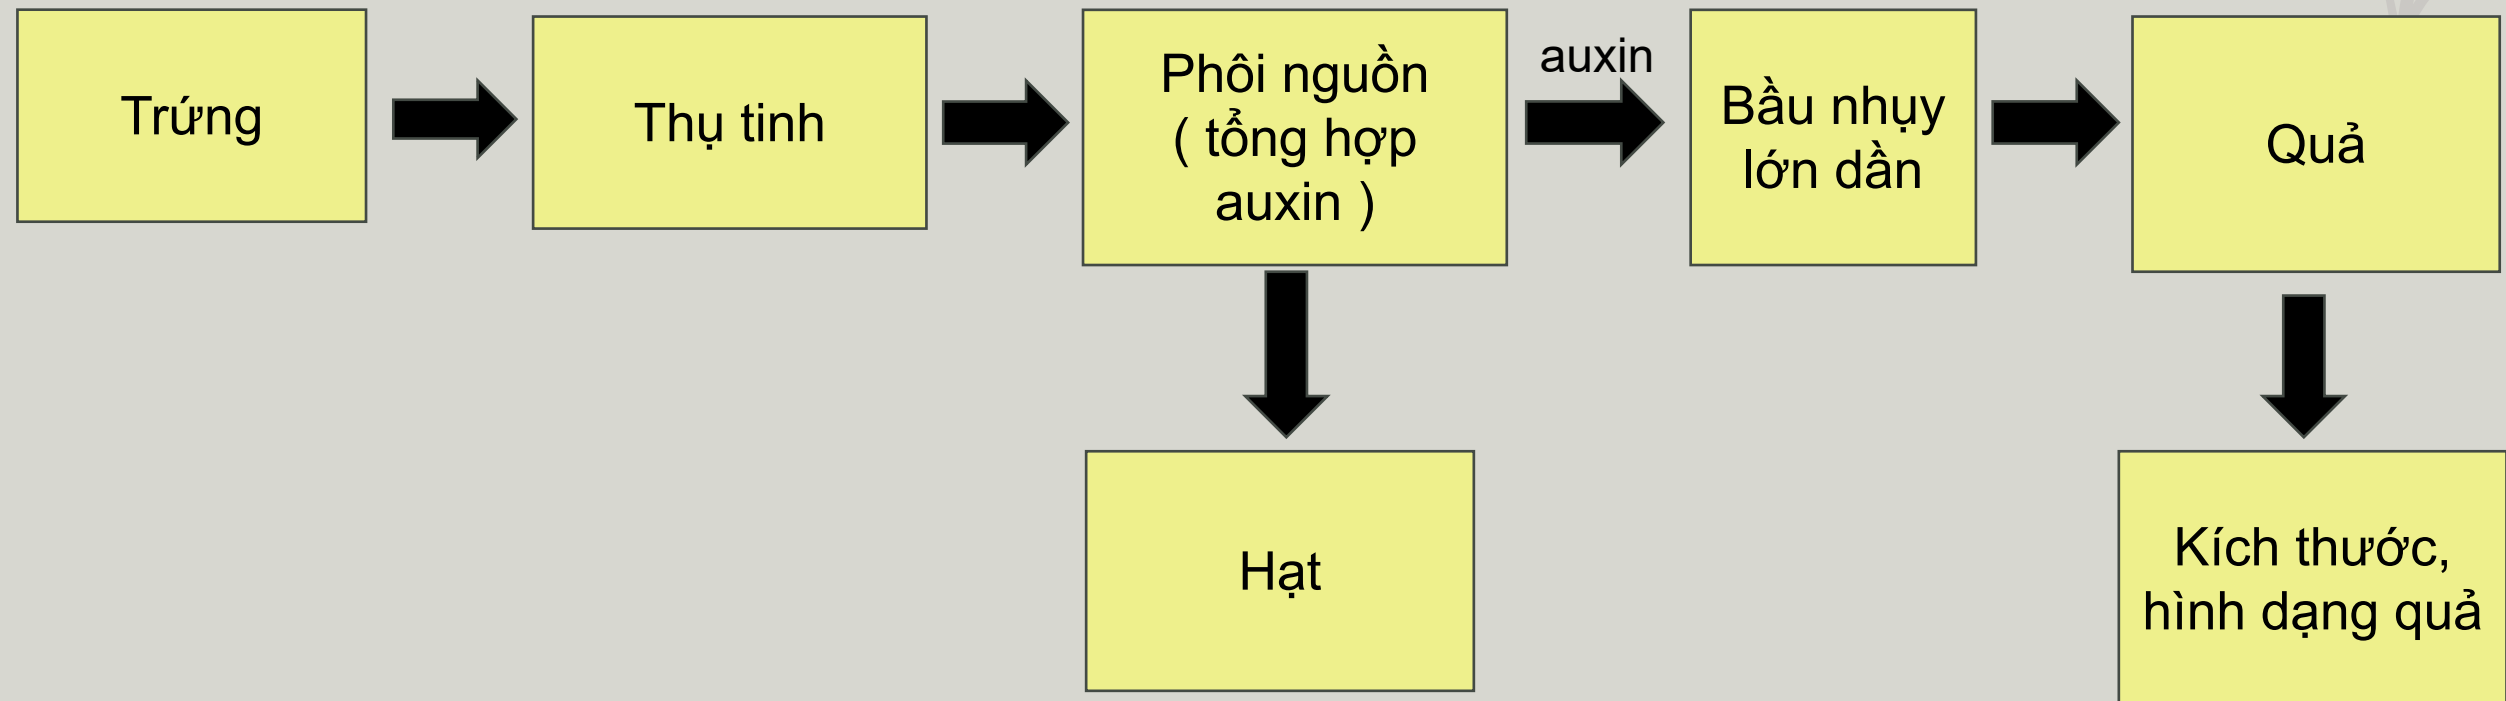 Trứng
Thụ tinh
Phôi nguồn
( tổng hợp
auxin )
auxin
Bầu nhụy
lớn dần
Quả
Hạt
Kích thước,
hình dạng quả